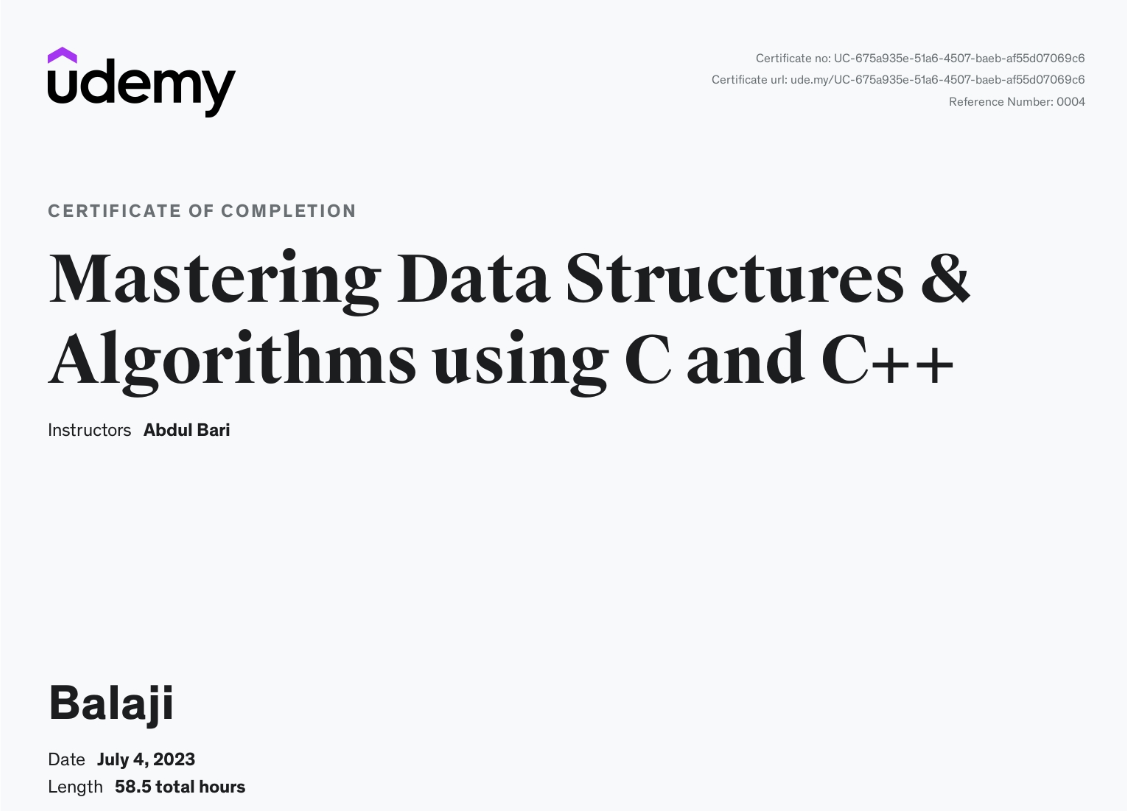 udemy
Certificate no: UC-675a935e-51a6-4507-baeb-af55d07069c6
Certificate url: ude.my/UC-675a935e-51a6-4507-baeb-af55d07069c6
Reference Number: 0004
CERTIFICATE OF COMPLETION
Mastering Data Structures &
Algorithms using C and C++
Instructors Abdul Bari
Balaji
Date July 4, 2023
Length 58.5 total hours